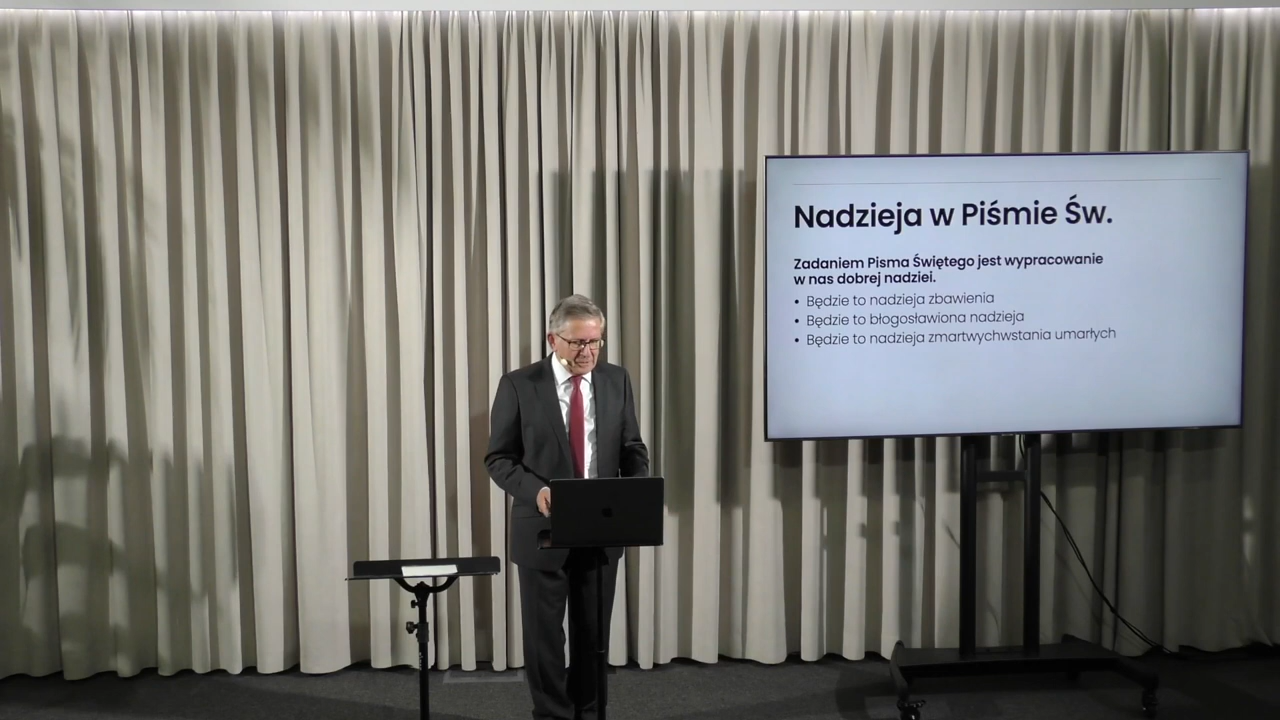 Nadzieja w Piśmie Św.
Zadaniem Pisma Świętego jest wypracowanie
w nas dobrej nadziei.
• Będzie to nadzieja zbawienia
• Będzie to błogosławiona nadzieja
• Będzie to nadzieja zmartwychwstania umarłych